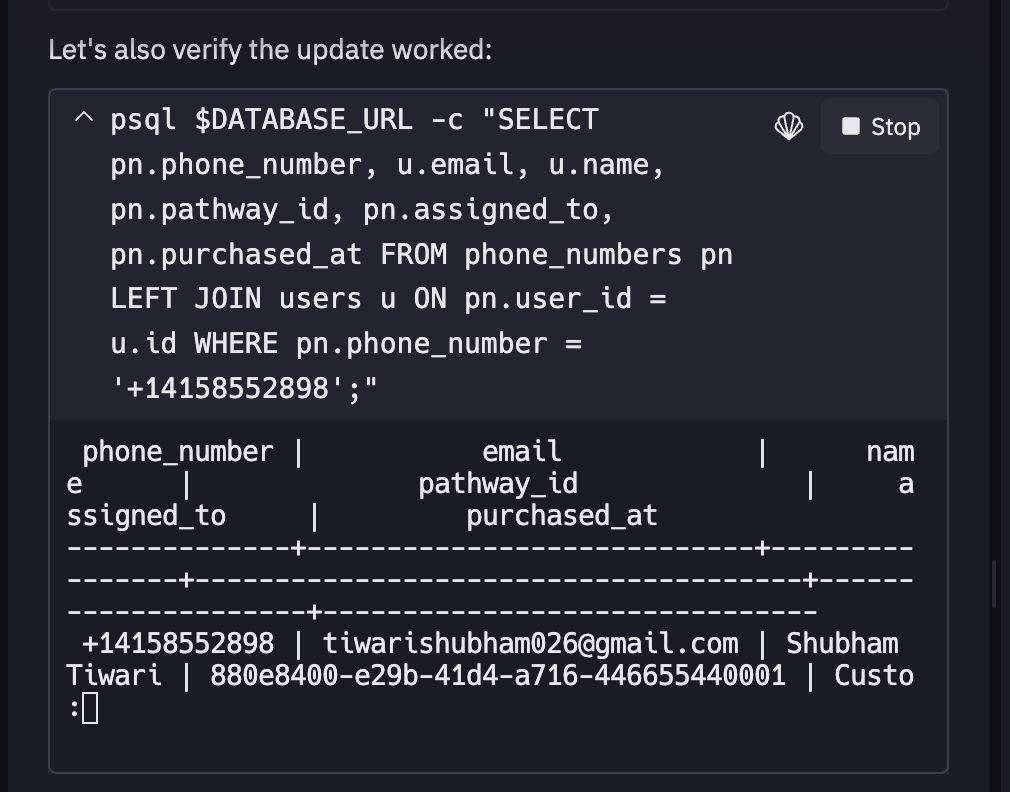 Let's also verify the update worked:
psql $DATABASE_URL -c "SELECT
Stop
pn.phone_number, u.email, u.name,
pn.pathway_id, pn.assigned_to,
pn.purchased_at FROM phone_numbers pn
LEFT JOIN users u ON pn.user_id =
u.id WHERE pn.phone_number =
'+14158552898';"
phone_number |           email            |      nam
e      |              pathway_id              |     a
ssigned_to     |         purchased_at
--------------+----------------------------+---------
-------+--------------------------------------+------
---------------+-------------------------------
+14158552898 | tiwarishubham026@gmail.com | Shubham
Tiwari | 880e8400-e29b-41d4-a716-446655440001 | Custo
: